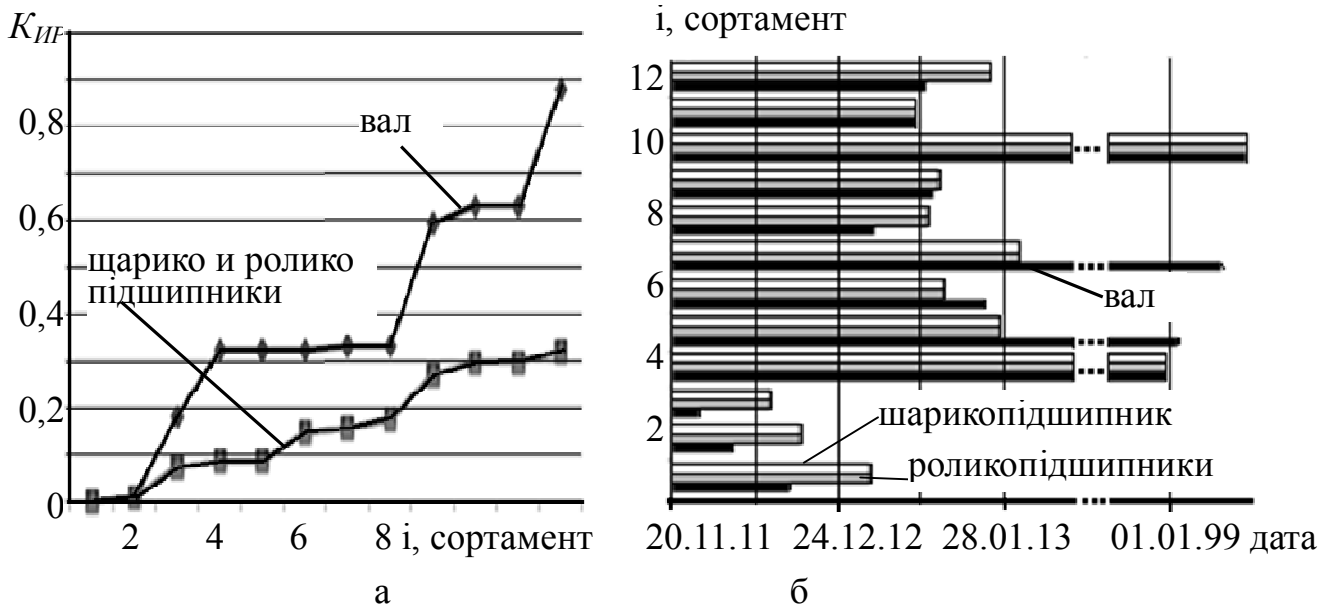 К_ИР
0,8
0,6
0,4
0,2
0
вал
щарико и ролико
підшипники
2 4 6 8 і, сортамент
а
і, сортамент
12
10
8
6
4
2
вал
шарикопідшипник
роликопідшипники
20.11.11 24.12.12 28.01.13 01.01.99 дата
б